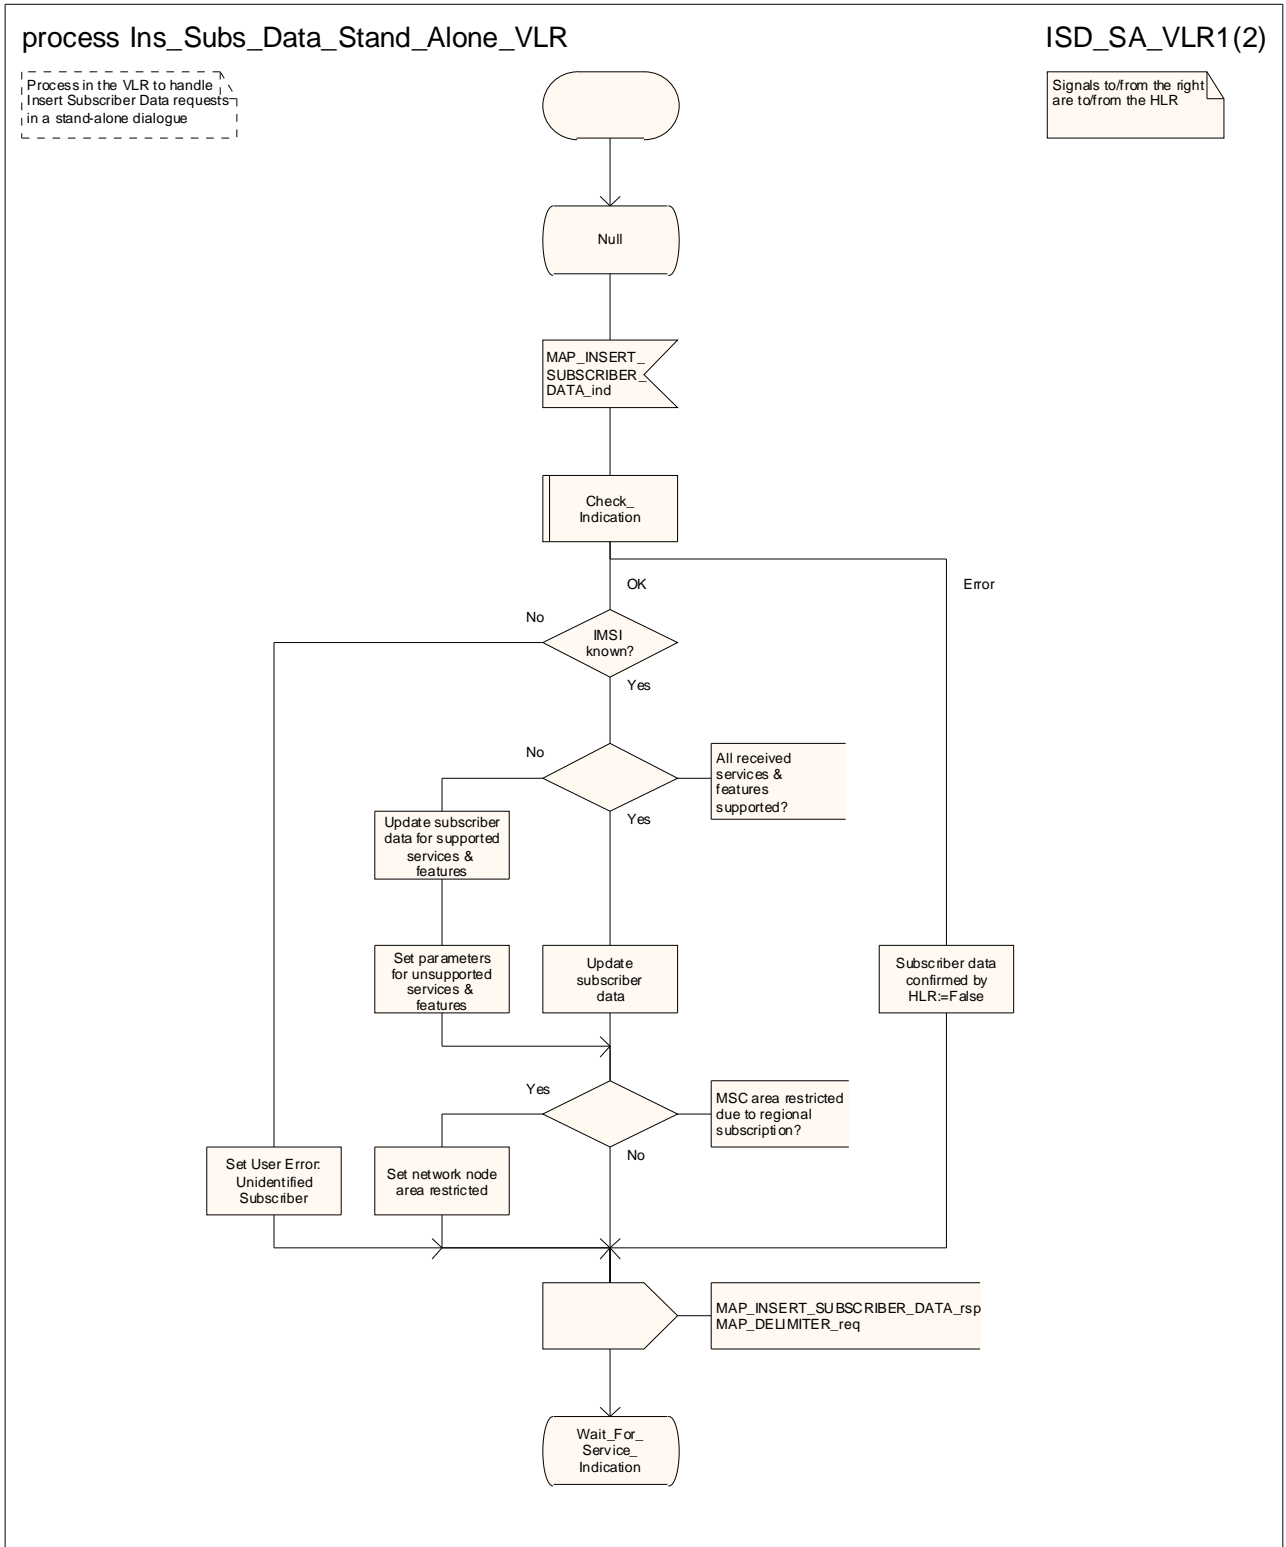 process Ins_Subs_Data_Stand_Alone_VLR
ISD_SA_VLR1(2)
Process in the VLR to handle
Insert Subscriber Data requests
in a stand-alone dialogue
Signals to/from the right
are to/from the HLR
Null
MAP_INSERT_
SUBSCRIBER_
DATA_ind
Check_
Indication
OK
Error
No
IMSI
known?
Yes
No
All received
services &
features
supported?
Yes
Update subscriber
data for supported
services &
features
Set parameters
for unsupported
services &
features
Update
subscriber
data
Subscriber data
confirmed by
HLR:=False
Yes
MSC area restricted
due to regional
subscription?
No
Set User Error:
Unidentified
Subscriber
Set network node
area restricted
MAP_INSERT_SUBSCRIBER_DATA_rsp
MAP_DELIMITER_req
Wait_For_
Service_
Indication